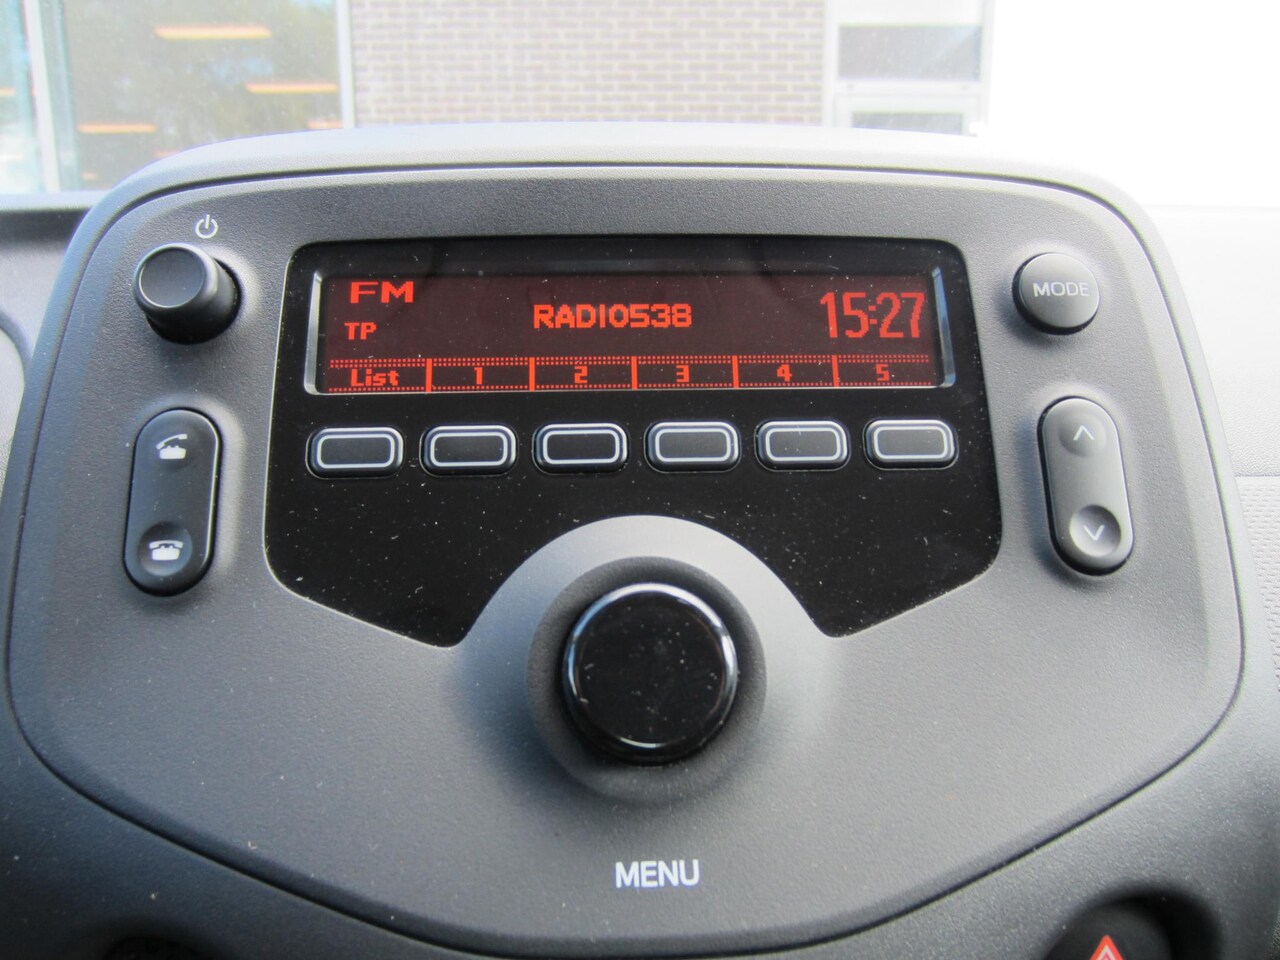 FM
TP
RADIO538
15:27
List 1 2 3 4 5
MODE
MENU